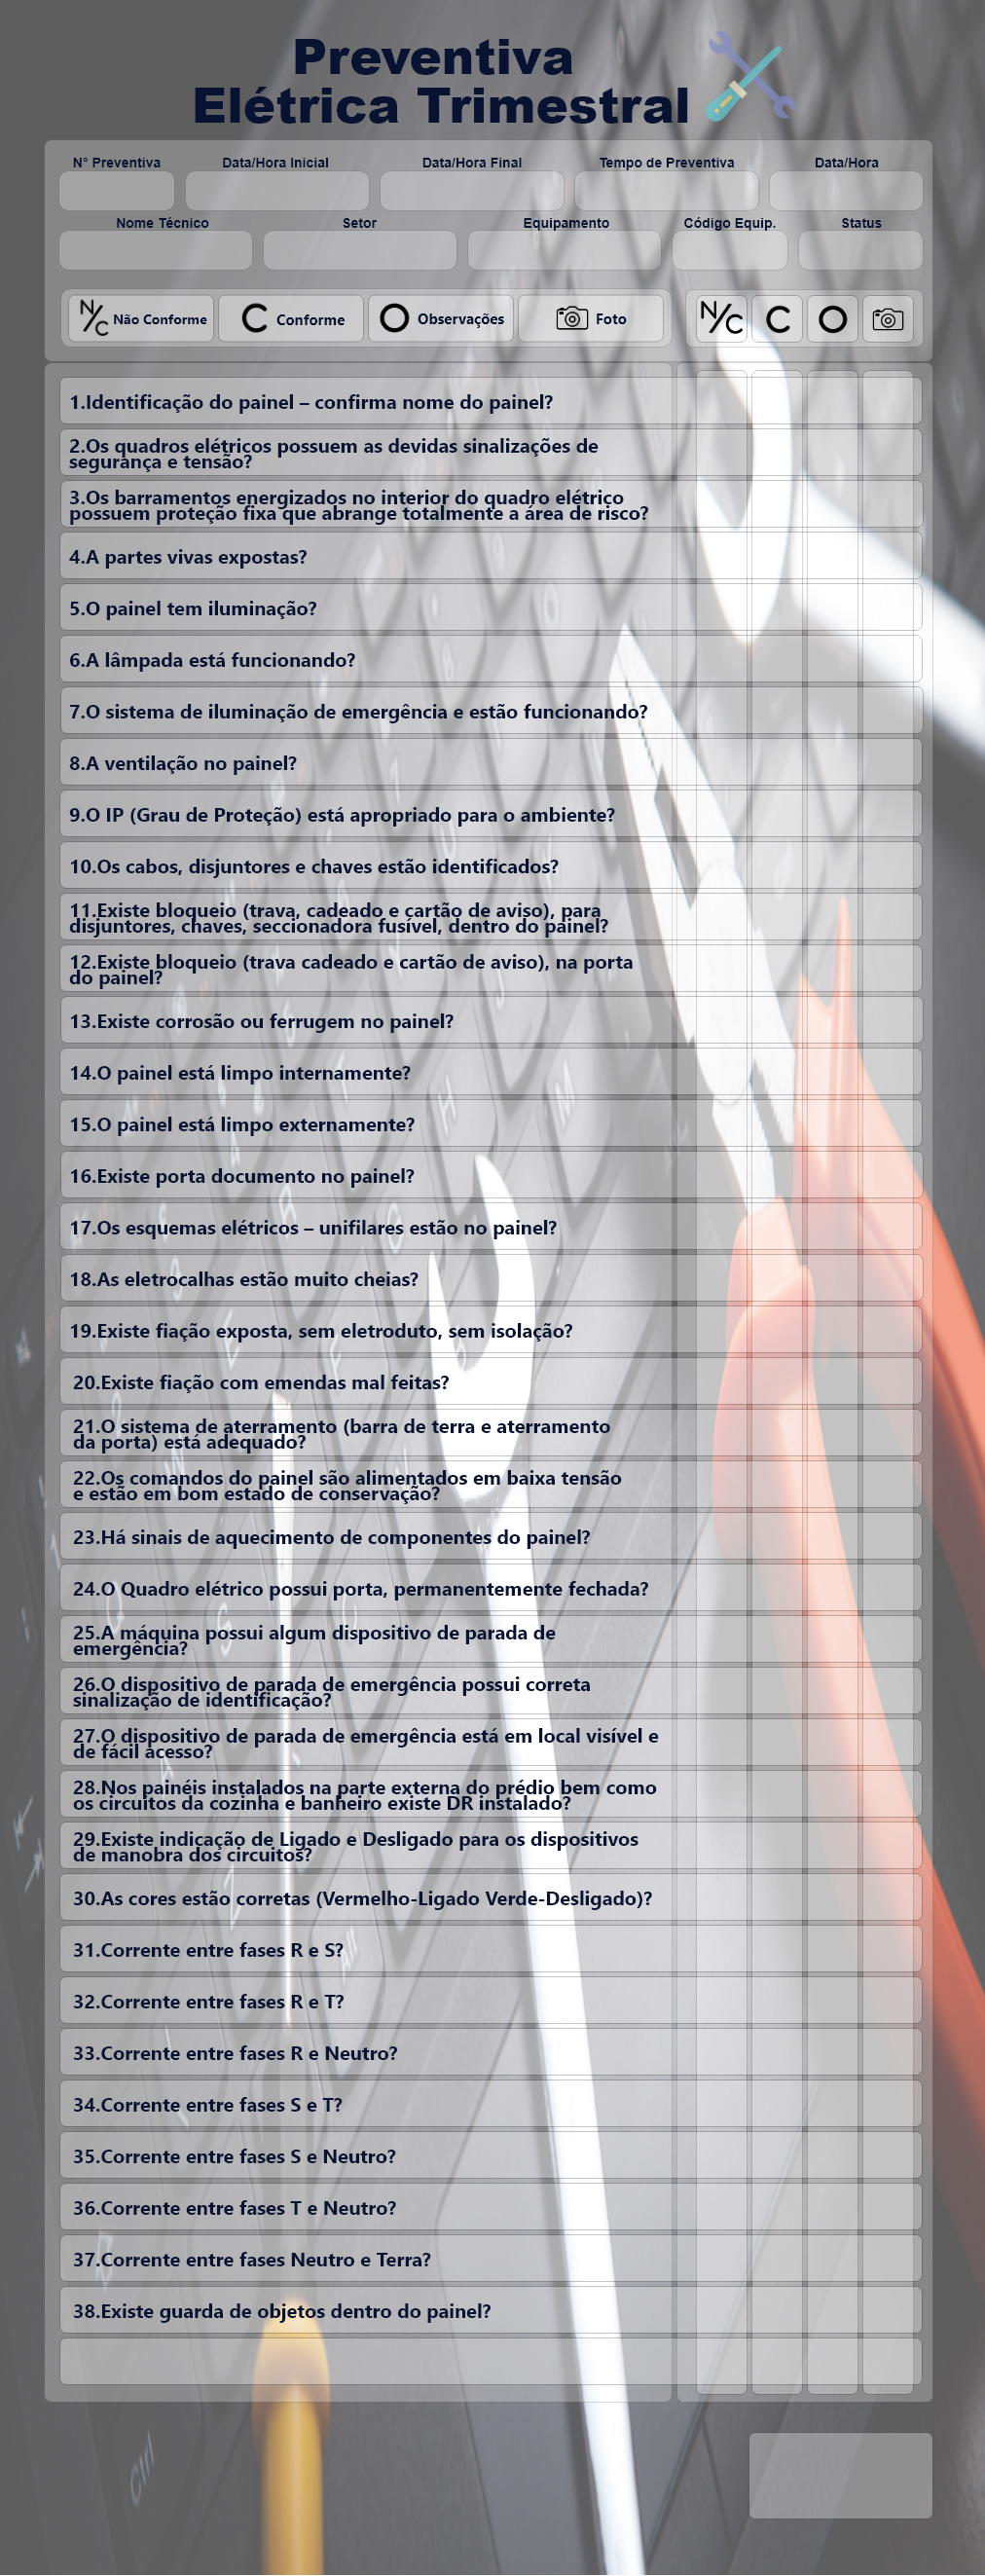 Preventiva
Elétrica Trimestral
N° Preventiva Data/Hora Inicial Data/Hora Final Tempo de Preventiva Data/Hora
Nome Técnico Setor Equipamento Código Equip. Status
N/C Não Conforme C Conforme O Observações Foto N/C C O
1.Identificação do painel – confirma nome do painel?
2.Os quadros elétricos possuem as devidas sinalizações de
segurança e tensão?
3.Os barramentos energizados no interior do quadro elétrico
possuem proteção fixa que abrange totalmente a área de risco?
4.A partes vivas expostas?
5.O painel tem iluminação?
6.A lâmpada está funcionando?
7.O sistema de iluminação de emergência e estão funcionando?
8.A ventilação no painel?
9.O IP (Grau de Proteção) está apropriado para o ambiente?
10.Os cabos, disjuntores e chaves estão identificados?
11.Existe bloqueio (trava, cadeado e cartão de aviso), para
disjuntores, chaves, seccionadora fusível, dentro do painel?
12.Existe bloqueio (trava cadeado e cartão de aviso), na porta
do painel?
13.Existe corrosão ou ferrugem no painel?
14.O painel está limpo internamente?
15.O painel está limpo externamente?
16.Existe porta documento no painel?
17.Os esquemas elétricos – unifilares estão no painel?
18.As eletrocalhas estão muito cheias?
19.Existe fiação exposta, sem eletroduto, sem isolação?
20.Existe fiação com emendas mal feitas?
21.O sistema de aterramento (barra de terra e aterramento
da porta) está adequado?
22.Os comandos do painel são alimentados em baixa tensão
e estão em bom estado de conservação?
23.Há sinais de aquecimento de componentes do painel?
24.O Quadro elétrico possui porta, permanentemente fechada?
25.A máquina possui algum dispositivo de parada de
emergência?
26.O dispositivo de parada de emergência possui correta
sinalização de identificação?
27.O dispositivo de parada de emergência está em local visível e
de fácil acesso?
28.Nos painéis instalados na parte externa do prédio bem como
os circuitos da cozinha e banheiro existe DR instalado?
29.Existe indicação de Ligado e Desligado para os dispositivos
de manobra dos circuitos?
30.As cores estão corretas (Vermelho-Ligado Verde-Desligado)?
31.Corrente entre fases R e S?
32.Corrente entre fases R e T?
33.Corrente entre fases R e Neutro?
34.Corrente entre fases S e T?
35.Corrente entre fases S e Neutro?
36.Corrente entre fases T e Neutro?
37.Corrente entre fases Neutro e Terra?
38.Existe guarda de objetos dentro do painel?
Ctrl